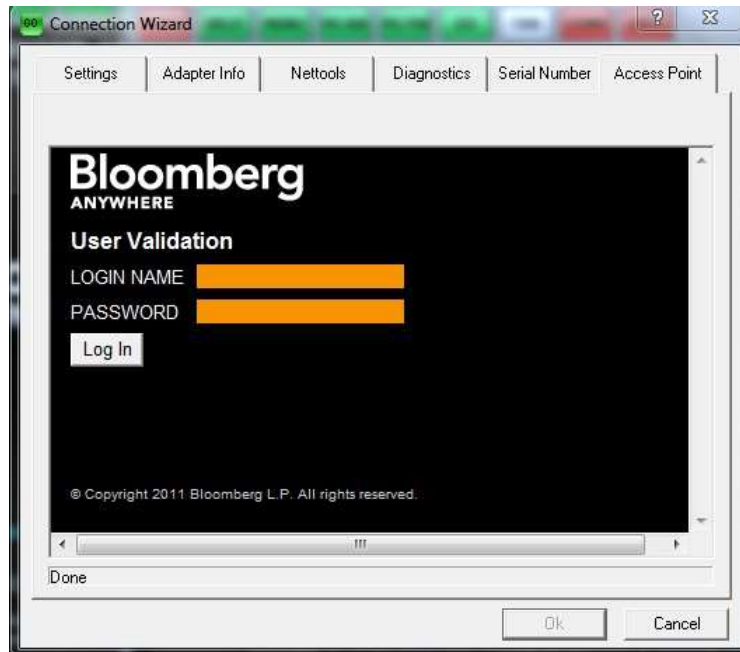 GO Connection Wizard ?
Settings Adapter Info Nettools Diagnostics Serial Number Access Point
Bloomberg
ANYWHERE
User Validation
LOGIN NAME
PASSWORD
Log In
© Copyright 2011 Bloomberg L.P. All rights reserved.
Done
Ok Cancel